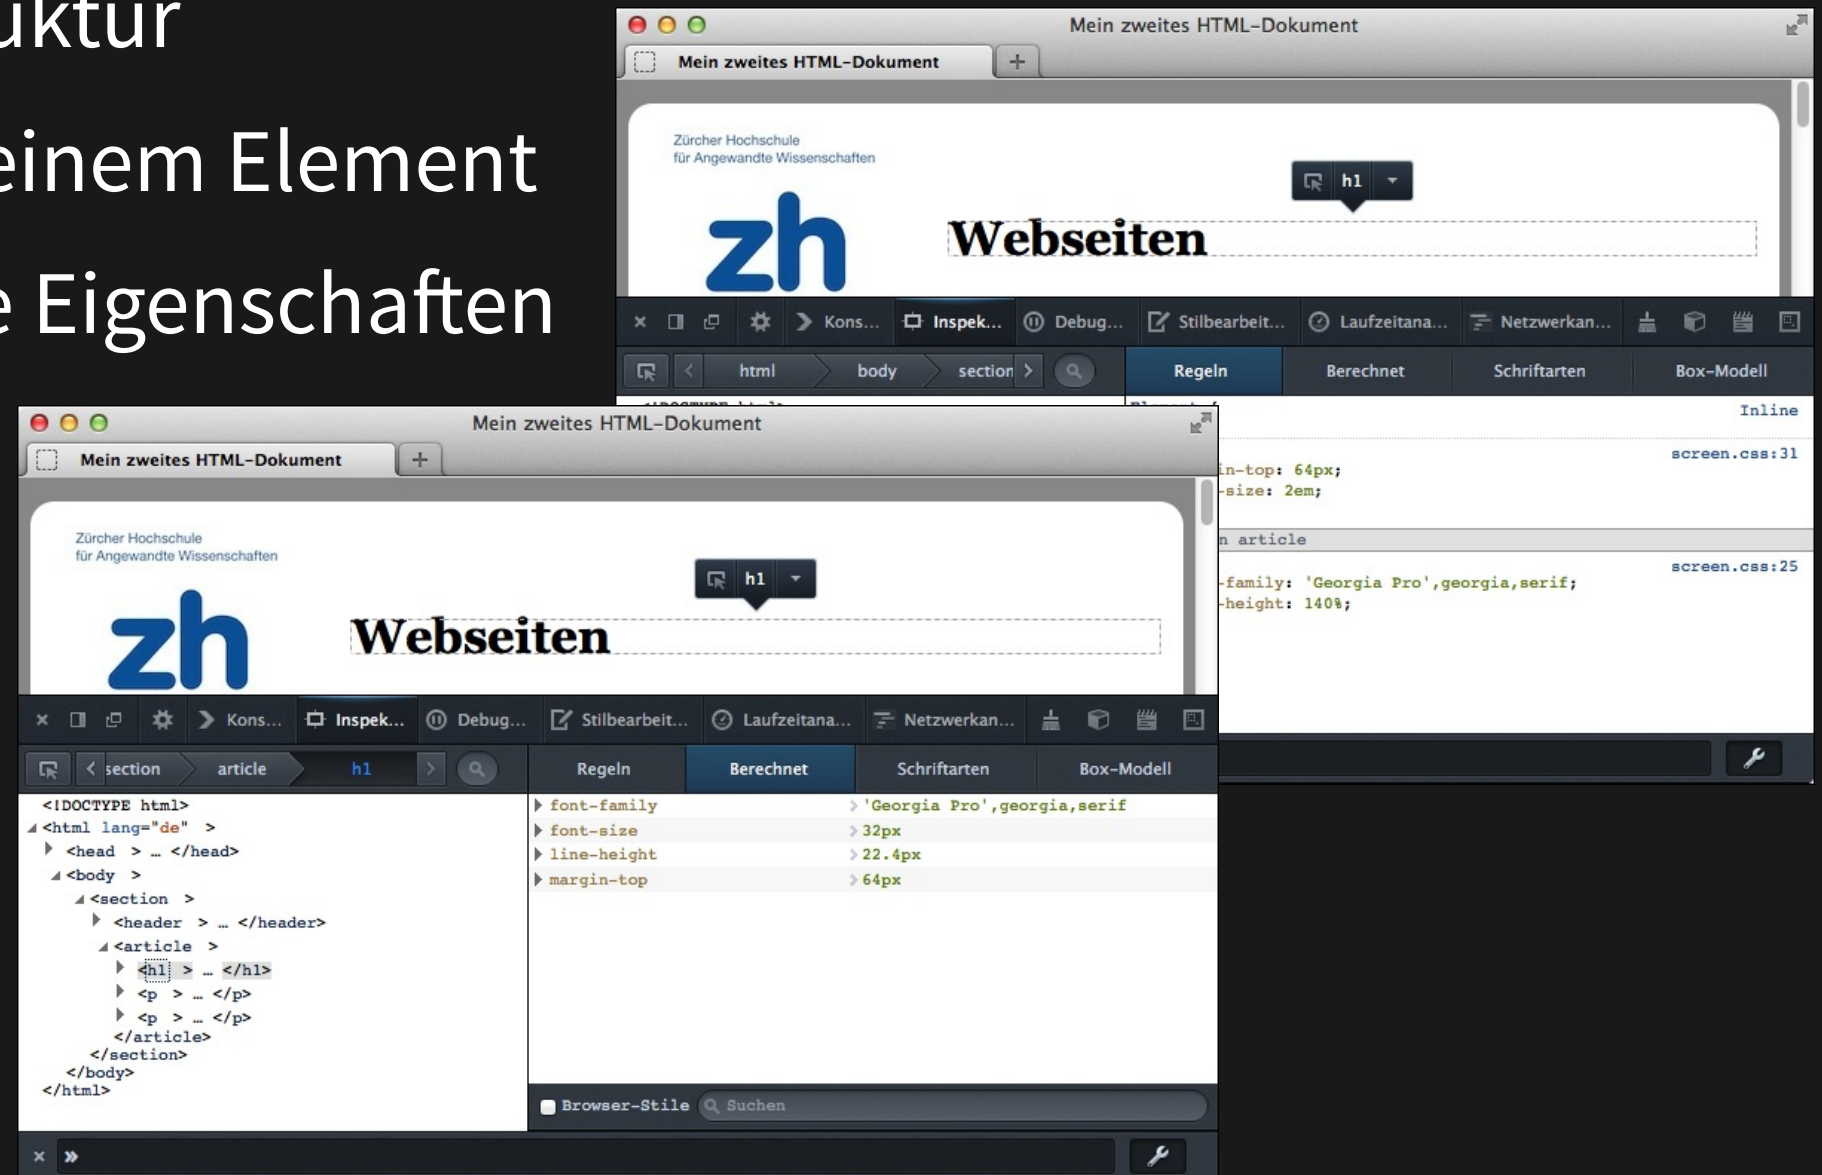 uktur
einem Element
e Eigenschaften
Mein zweites HTML-Dokument
Mein zweites HTML-Dokument
Zürcher Hochschule
für Angewandte Wissenschaften
zh
h1
Webseiten
Kons... Inspek... Debug... Stilbearbeit... Laufzeitana... Netzwerkan...
html body section Regeln Berechnet Schriftarten Box-Modell
Inline
screen.css:31
in-top: 64px;
-size: 2em;
n article
screen.css:25
-family: 'Georgia Pro',georgia,serif;
-height: 140%;
Mein zweites HTML-Dokument
Mein zweites HTML-Dokument
Zürcher Hochschule
für Angewandte Wissenschaften
zh
h1
Webseiten
Kons... Inspek... Debug... Stilbearbeit... Laufzeitana... Netzwerkan...
section article h1 Regeln Berechnet Schriftarten Box-Modell
<!DOCTYPE html>
<html lang="de" >
<head > … </head>
<body >
<section >
<header > … </header>
<article >
<h1 > … </h1>
<p > … </p>
<p > … </p>
</article>
</section>
</body>
</html>
font-family 'Georgia Pro',georgia,serif
font-size 32px
line-height 22.4px
margin-top 64px
Browser-Stile Suchen